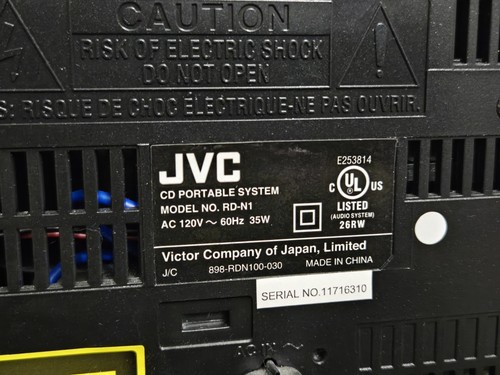 CAUTION
RISK OF ELECTRIC SHOCK
DO NOT OPEN
: RISQUE DE CHOC ÉLECTRIQUE-NE PAS OUVRIR.
JVC
CD PORTABLE SYSTEM
MODEL NO. RD-N1
AC 120V ~ 60Hz 35W
E253814
C UL US
LISTED
(AUDIO SYSTEM)
26RW
Victor Company of Japan, Limited
J/C 898-RDN100-030 MADE IN CHINA
SERIAL NO.11716310
AC IN ~